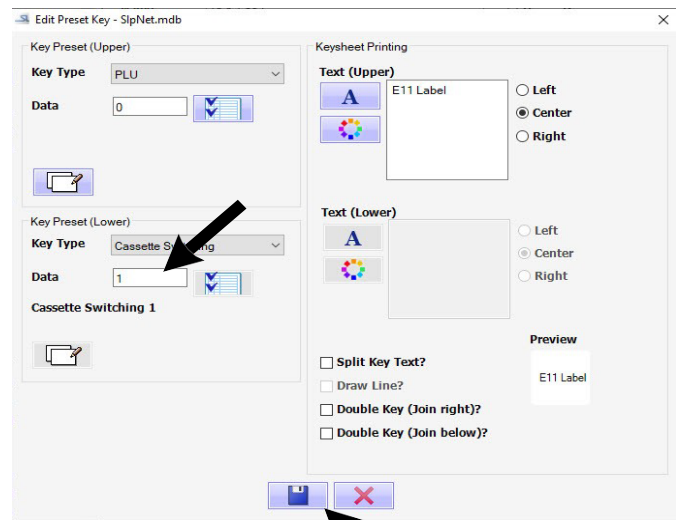 Edit Preset Key - SlpNet.mdb
Key Preset (Upper)
Key Type PLU
Data 0
Key Preset (Lower)
Key Type Cassette Switching
Data 1
Cassette Switching 1
Keysheet Printing
Text (Upper)
A
E11 Label
Left
Center
Right
Text (Lower)
A
Left
Center
Right
Preview
E11 Label
Split Key Text?
Draw Line?
Double Key (Join right)?
Double Key (Join below)?